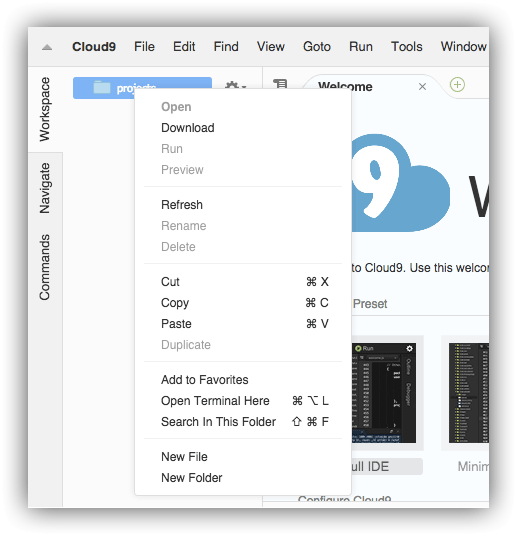 Cloud9 File Edit Find View Goto Run Tools Window
Workspace
Navigate
Commands
projects
Welcome
Open
Download
Run
Preview
Refresh
Rename
Delete
Cut ⌘ X
Copy ⌘ C
Paste ⌘ V
Duplicate
Add to Favorites
Open Terminal Here ⌘ ⌥ L
Search In This Folder ⇧ ⌘ F
New File
New Folder
9
W
to Cloud9. Use this welcon
Preset
Run
Outline
Debugger
ull IDE
Minim
Configure Cloud9